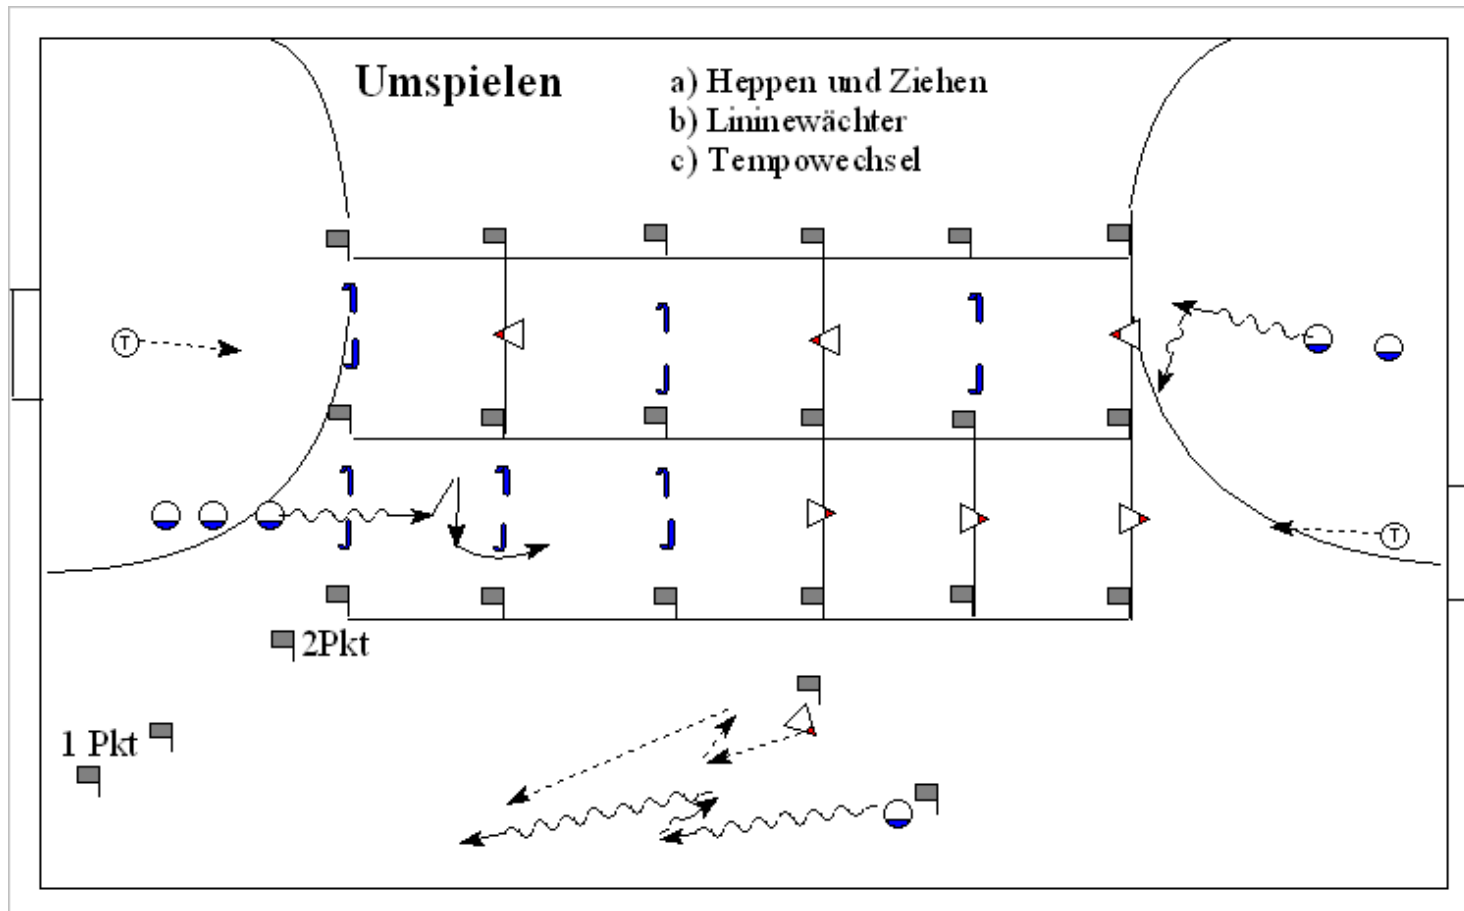 Umspielen
a) Heppen und Ziehen
b) Lininewächter
c) Tempowechsel
T
T
2Pkt
1 Pkt